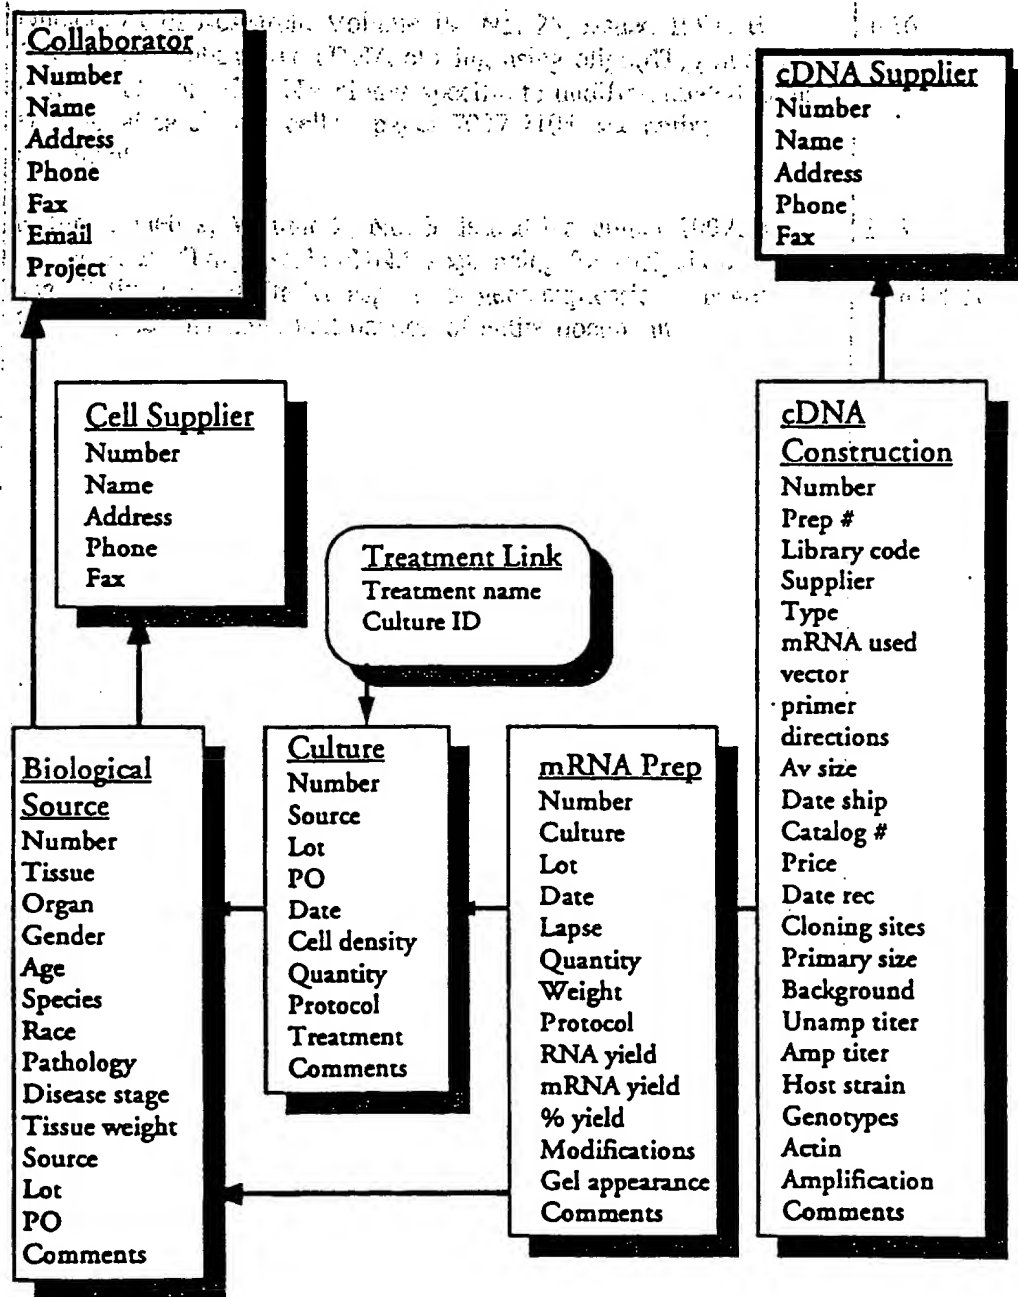 Collaborator
Number
Name
Address
Phone
Fax
Email
Project
cDNA Supplier
Number
Name
Address
Phone
Fax
Cell Supplier
Number
Name
Address
Phone
Fax
Treatment Link
Treatment name
Culture ID
cDNA
Construction
Number
Prep #
Library code
Supplier
Type
mRNA used
vector
primer
directions
Av size
Date ship
Catalog #
Price
Date rec
Cloning sites
Primary size
Background
Unamp titer
Amp titer
Host strain
Genotypes
Actin
Amplification
Comments
Biological
Source
Number
Tissue
Organ
Gender
Age
Species
Race
Pathology
Disease stage
Tissue weight
Source
Lot
PO
Comments
Culture
Number
Source
Lot
PO
Date
Cell density
Quantity
Protocol
Treatment
Comments
mRNA Prep
Number
Culture
Lot
Date
Lapse
Quantity
Weight
Protocol
RNA yield
mRNA yield
% yield
Modifications
Gel appearance
Comments